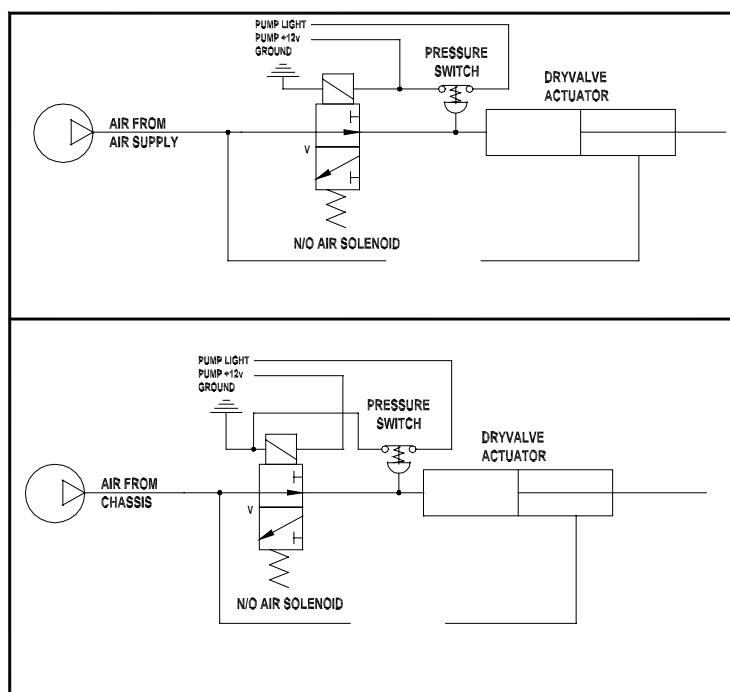 PUMP LIGHT
PUMP +12v
GROUND
PRESSURE
SWITCH
DRYVALVE
ACTUATOR
AIR FROM
AIR SUPPLY
V
N/O AIR SOLENOID
PUMP LIGHT
PUMP +12v
GROUND
PRESSURE
SWITCH
DRYVALVE
ACTUATOR
AIR FROM
CHASSIS
V
N/O AIR SOLENOID